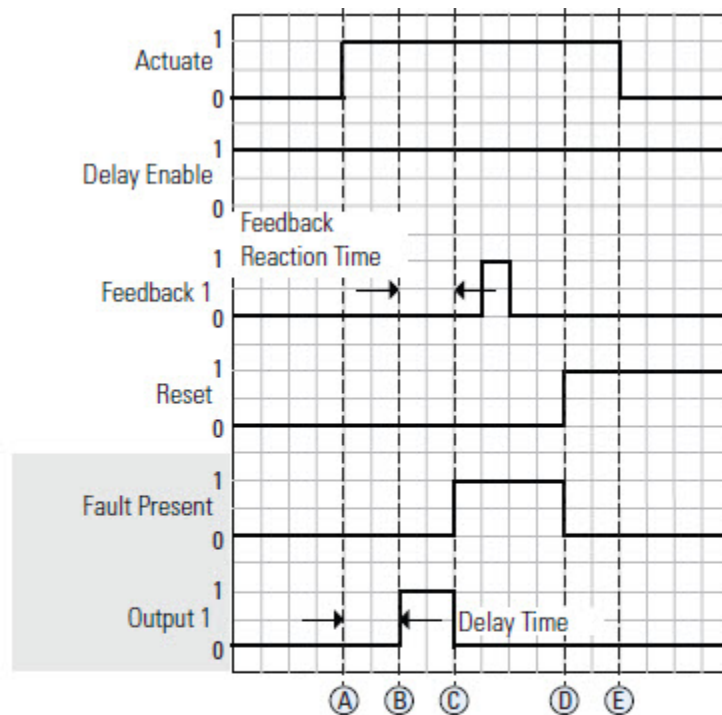 1
Actuate
0
1
Delay Enable
0
Feedback
Reaction Time
1
Feedback 1
0
1
Reset
0
1
Fault Present
0
1
Output 1
Delay Time
0
A B C D E